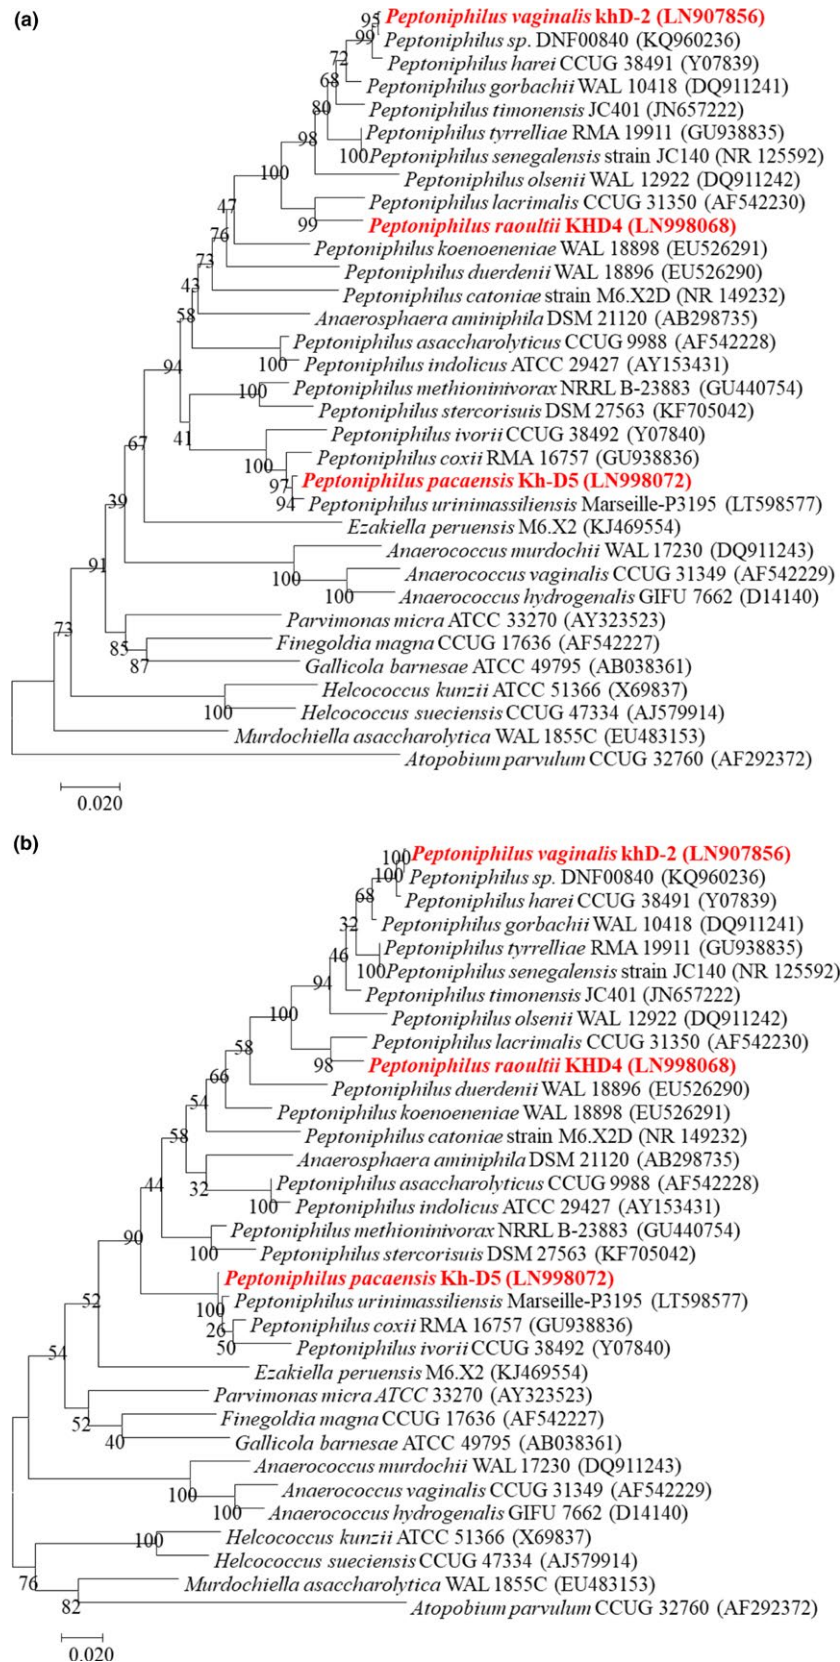 (a)
95 Peptoniphilus vaginalis khD-2 (LN907856)
99 Peptoniphilus sp. DNF00840 (KQ960236)
Peptoniphilus harei CCUG 38491 (Y07839)
72
Peptoniphilus gorbachii WAL 10418 (DQ911241)
68
Peptoniphilus timonensis JC401 (JN657222)
80
Peptoniphilus tyrrelliae RMA 19911 (GU938835)
98
100 Peptoniphilus senegalensis strain JC140 (NR 125592)
100
Peptoniphilus olsenii WAL 12922 (DQ911242)
Peptoniphilus lacrimalis CCUG 31350 (AF542230)
47
99 Peptoniphilus raoultii KHD4 (LN998068)
76
Peptoniphilus koenoeneniae WAL 18898 (EU526291)
73
Peptoniphilus duerdenii WAL 18896 (EU526290)
43
Peptoniphilus catoniae strain M6.X2D (NR 149232)
58
Anaerosphaera aminiphila DSM 21120 (AB298735)
Peptoniphilus asaccharolyticus CCUG 9988 (AF542228)
94
100 Peptoniphilus indolicus ATCC 29427 (AY153431)
100 Peptoniphilus methioninivorax NRRL B-23883 (GU440754)
Peptoniphilus stercorisuis DSM 27563 (KF705042)
41
Peptoniphilus ivorii CCUG 38492 (Y07840)
67
100 Peptoniphilus coxii RMA 16757 (GU938836)
97 Peptoniphilus pacaensis Kh-D5 (LN998072)
39
94 Peptoniphilus urinimassiliensis Marseille-P3195 (LT598577)
Ezakiella peruensis M6.X2 (KJ469554)
Anaerococcus murdochii WAL 17230 (DQ911243)
91
100 Anaerococcus vaginalis CCUG 31349 (AF542229)
100 Anaerococcus hydrogenalis GIFU 7662 (D14140)
Parvimonas micra ATCC 33270 (AY323523)
73
85 Finegoldia magna CCUG 17636 (AF542227)
87 Gallicola barnesae ATCC 49795 (AB038361)
Helcococcus kunzii ATCC 51366 (X69837)
100 Helcococcus sueciensis CCUG 47334 (AJ579914)
Murdochiella asaccharolytica WAL 1855C (EU483153)
Atopobium parvulum CCUG 32760 (AF292372)
0.020
(b)
100 Peptoniphilus vaginalis khD-2 (LN907856)
100 Peptoniphilus sp. DNF00840 (KQ960236)
68
Peptoniphilus harei CCUG 38491 (Y07839)
32
Peptoniphilus gorbachii WAL 10418 (DQ911241)
46
Peptoniphilus tyrrelliae RMA 19911 (GU938835)
100 Peptoniphilus senegalensis strain JC140 (NR 125592)
94
Peptoniphilus timonensis JC401 (JN657222)
100
Peptoniphilus olsenii WAL 12922 (DQ911242)
58
Peptoniphilus lacrimalis CCUG 31350 (AF542230)
98 Peptoniphilus raoultii KHD4 (LN998068)
66
Peptoniphilus duerdenii WAL 18896 (EU526290)
54
Peptoniphilus koenoeneniae WAL 18898 (EU526291)
58
Peptoniphilus catoniae strain M6.X2D (NR 149232)
Anaerosphaera aminiphila DSM 21120 (AB298735)
44
32
Peptoniphilus asaccharolyticus CCUG 9988 (AF542228)
100 Peptoniphilus indolicus ATCC 29427 (AY153431)
90
Peptoniphilus methioninivorax NRRL B-23883 (GU440754)
100 Peptoniphilus stercorisuis DSM 27563 (KF705042)
Peptoniphilus pacaensis Kh-D5 (LN998072)
52
100 Peptoniphilus urinimassiliensis Marseille-P3195 (LT598577)
26 Peptoniphilus coxii RMA 16757 (GU938836)
50 Peptoniphilus ivorii CCUG 38492 (Y07840)
54
Ezakiella peruensis M6.X2 (KJ469554)
Parvimonas micra ATCC 33270 (AY323523)
52 Finegoldia magna CCUG 17636 (AF542227)
40 Gallicola barnesae ATCC 49795 (AB038361)
Anaerococcus murdochii WAL 17230 (DQ911243)
100 Anaerococcus vaginalis CCUG 31349 (AF542229)
100 Anaerococcus hydrogenalis GIFU 7662 (D14140)
100 Helcococcus kunzii ATCC 51366 (X69837)
Helcococcus sueciensis CCUG 47334 (AJ579914)
76
Murdochiella asaccharolytica WAL 1855C (EU483153)
82 Atopobium parvulum CCUG 32760 (AF292372)
0.020